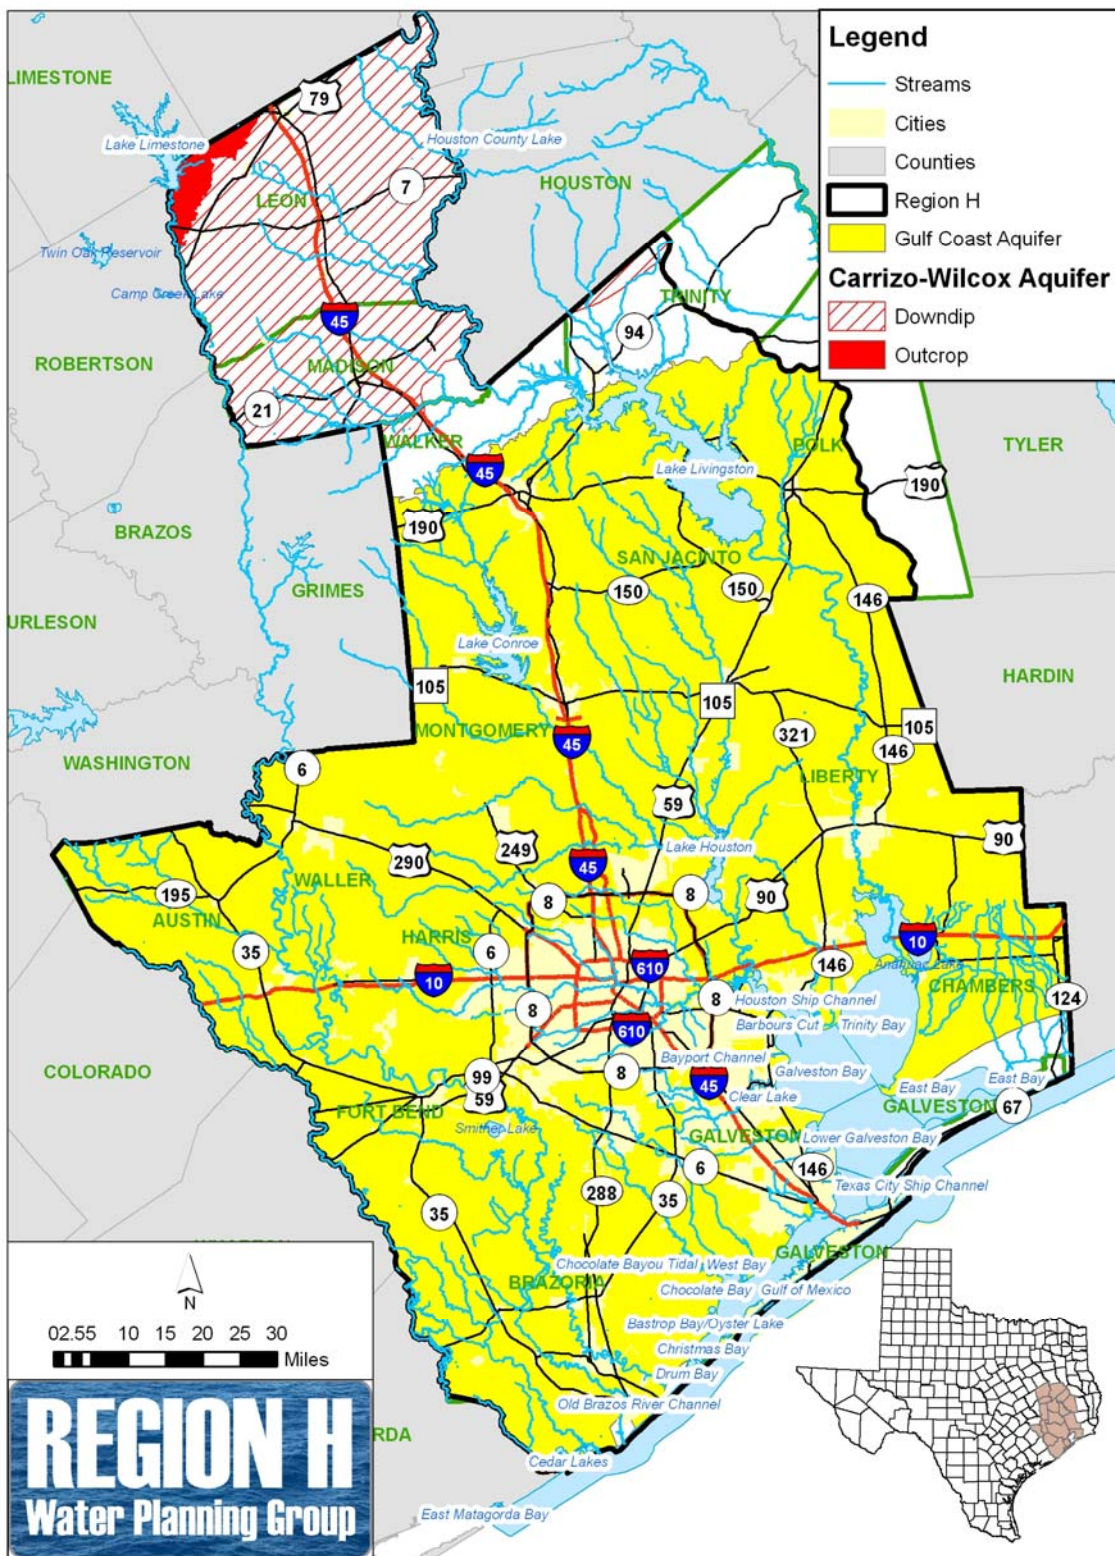 Legend
Streams
Cities
Counties
Region H
Gulf Coast Aquifer
Carrizo-Wilcox Aquifer
Downdip
Outcrop
LIMESTONE
79
Lake Limestone
Houston County Lake
HOUSTON
7
LEON
Twin Oak Reservoir
Camp Creek Lake
TRINITY
45
94
ROBERTSON
MADISON
21
WALKER
POLK
TYLER
45
Lake Livingston
190
190
BRAZOS
SAN JACINTO
GRIMES
150
150
146
URLESON
Lake Conroe
HARDIN
105
105
105
MONTGOMERY
45
321
146
WASHINGTON
6
LIBERTY
59
249
Lake Houston
90
290
45
WALLER
195
8
8
90
AUSTIN
HARRIS
35
6
610
10
10
146
Anahuac Lake
CHAMBERS
8
8
Houston Ship Channel
124
610
Barbours Cut
Trinity Bay
COLORADO
Bayport Channel
8
Galveston Bay
99
45
East Bay
East Bay
59
Clear Lake
GALVESTON
67
FORT BEND
Smither Lake
GALVESTON
Lower Galveston Bay
6
146
Texas City Ship Channel
288
35
35
GALVESTON
Chocolate Bayou Tidal
West Bay
BRAZORIA
Chocolate Bay
Gulf of Mexico
Bastrop Bay/Oyster Lake
Christmas Bay
Drum Bay
Old Brazos River Channel
RDA
Cedar Lakes
East Matagorda Bay
N
02.55 10 15 20 25 30
Miles
REGION H
Water Planning Group